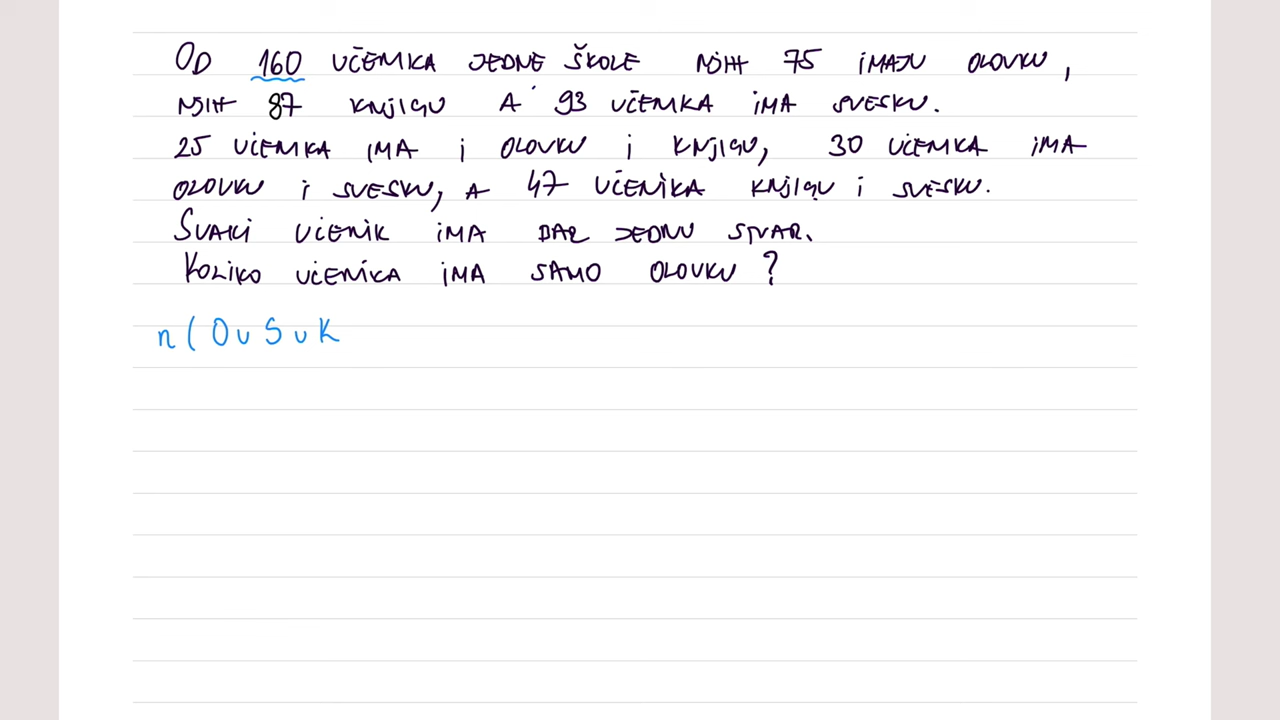 OD 160 UČENIKA JEDNE ŠKOLE NJIH 75 IMAJU OLOVKU,
NJIH 87 KNJIGU A 93 UČENIKA IMA SVESKU.
25 UČENIKA IMA I OLOVKU I KNJIGU, 30 UČENIKA IMA
OLOVKU I SVESKU, A 47 UČENIKA KNJIGU I SVESKU.
SVAKI UČENIK IMA BAR JEDNU STVAR.
KOLIKO UČENIKA IMA SAMO OLOVKU?
n(O∪S∪K